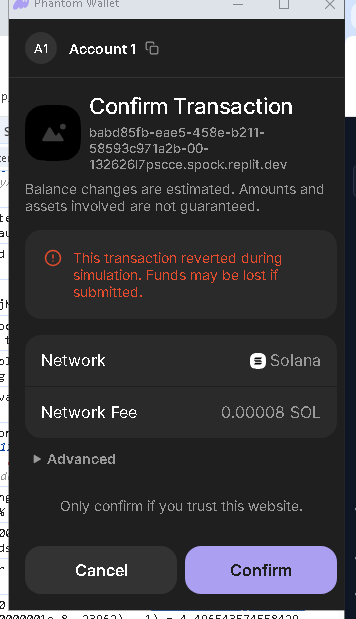 Phantom Wallet
A1 Account 1
Confirm Transaction
babd85fb-eae5-458e-b211-
58593c971a2b-00-
132626l7pscce.spock.replit.dev
Balance changes are estimated. Amounts and
assets involved are not guaranteed.
This transaction reverted during
simulation. Funds may be lost if
submitted.
Network Solana
Network Fee 0.00008 SOL
Advanced
Only confirm if you trust this website.
Cancel Confirm